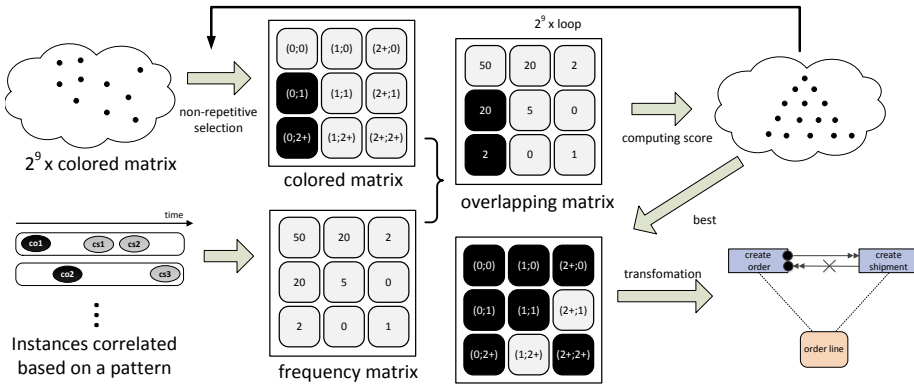 2⁹ x loop
(0;0) (1;0) (2+;0)
(0;1) (1;1) (2+;1)
(0;2+) (1;2+) (2+;2+)
50 20 2
20 5 0
2 0 1
non-repetitive
selection
computing score
2⁹ x colored matrix
colored matrix
overlapping matrix
time
co1 cs1 cs2
co2 cs3
Instances correlated
based on a pattern
50 20 2
20 5 0
2 0 1
frequency matrix
best
(0;0) (1;0) (2+;0)
(0;1) (1;1) (2+;1)
(0;2+) (1;2+) (2+;2+)
transfomation
create
order
create
shipment
order line